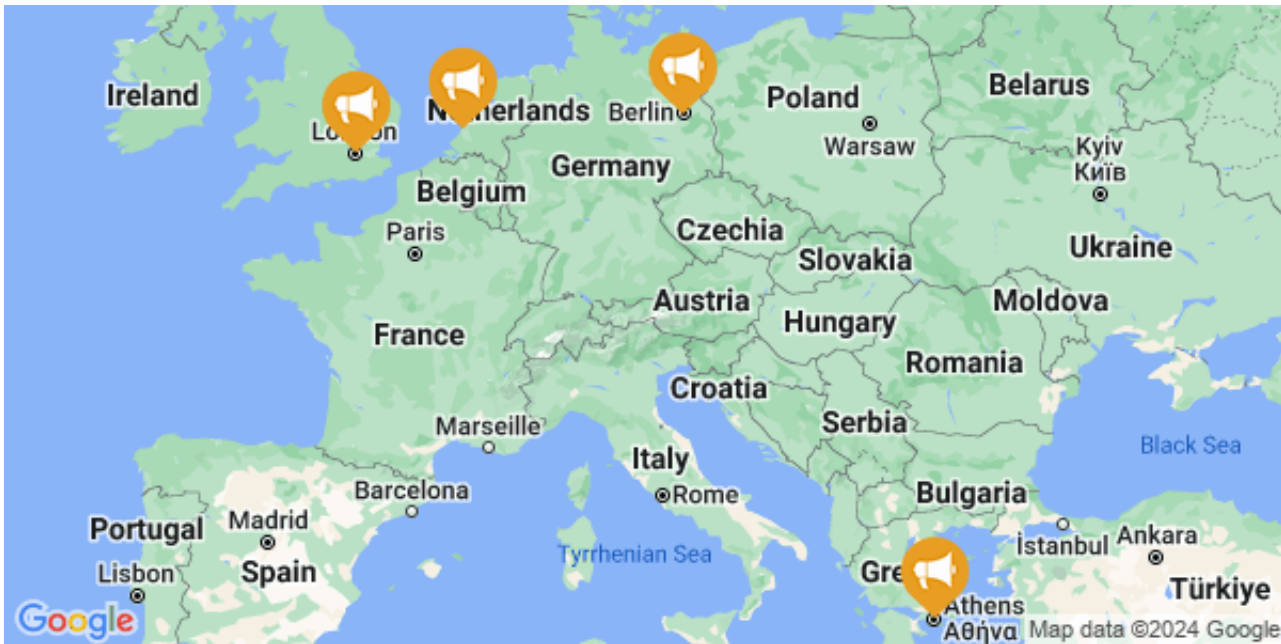 Ireland
London
Netherlands
Berlin
Poland
Warsaw
Belarus
Kyiv
Київ
Germany
Belgium
Paris
Czechia
Slovakia
Ukraine
Austria
Hungary
Moldova
France
Romania
Croatia
Serbia
Marseille
Italy
Black Sea
Barcelona
Rome
Bulgaria
Portugal
Madrid
Tyrrhenian Sea
İstanbul
Ankara
Lisbon
Spain
Gre
Türkiye
Athens
Αθήνα
Google
Map data ©2024 Google